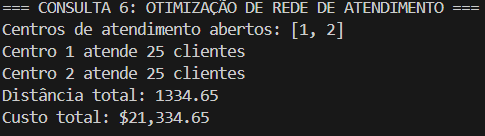 === CONSULTA 6: OTIMIZAÇÃO DE REDE DE ATENDIMENTO ===
Centros de atendimento abertos: [1, 2]
Centro 1 atende 25 clientes
Centro 2 atende 25 clientes
Distância total: 1334.65
Custo total: $21,334.65